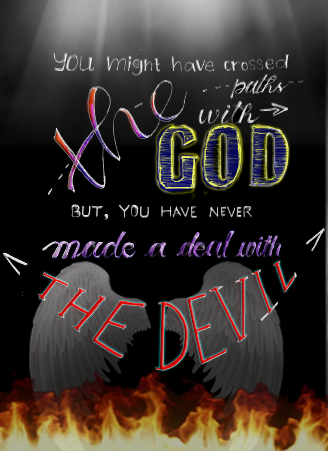 You might have crossed
paths
the with
GOD
BUT, YOU HAVE NEVER
made a deal with
THE DEVIL